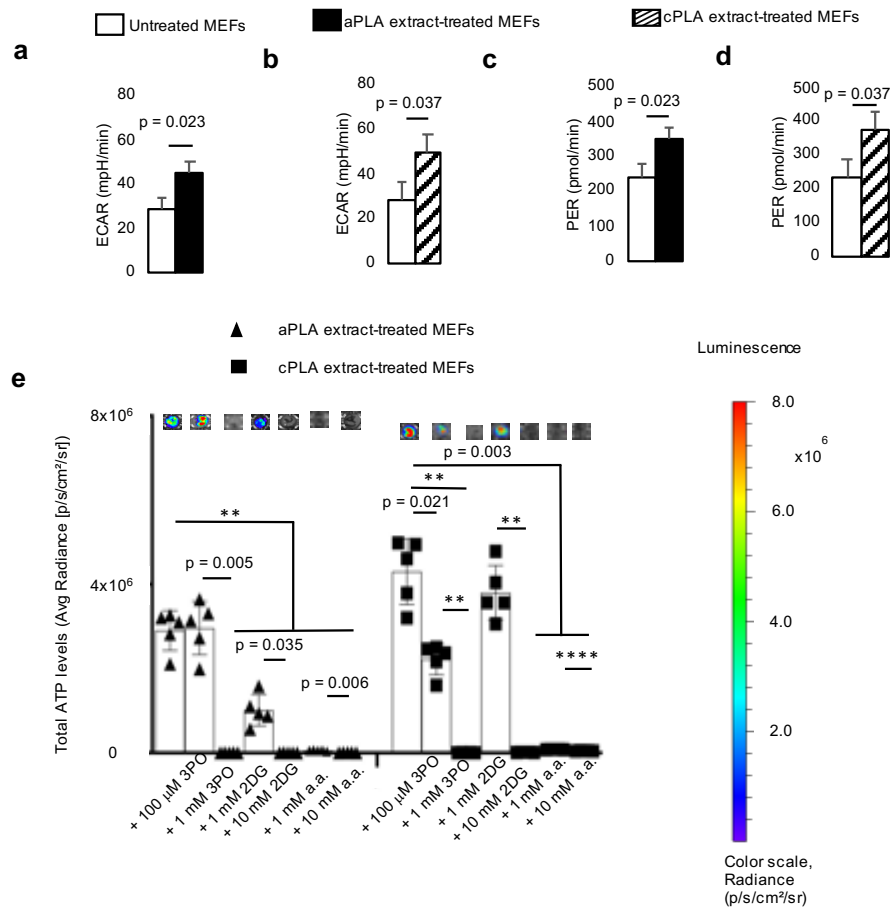 Untreated MEFs
aPLA extract-treated MEFs
cPLA extract-treated MEFs
a
b
c
d
ECAR (mpH/min)
80
60
40
20
0
p = 0.023
ECAR (mpH/min)
80
60
40
20
0
p = 0.037
PER (pmol/min)
500
400
300
200
100
0
p = 0.023
PER (pmol/min)
500
400
300
200
100
0
p = 0.037
aPLA extract-treated MEFs
cPLA extract-treated MEFs
e
Total ATP levels (Avg Radiance [p/s/cm²/sr)
8x10⁶
4x10⁶
0
**
p = 0.005
p = 0.035
p = 0.006
p = 0.003
**
p = 0.021
**
**
****
+ 100 µM 3PO
+ 1 mM 3PO
+ 1 mM 2DG
+ 10 mM 2DG
+ 1 mM a.a.
+ 10 mM a.a.
+ 100 µM 3PO
+ 1 mM 3PO
+ 1 mM 2DG
+ 10 mM 2DG
+ 1 mM a.a.
+ 10 mM a.a.
Luminescence
8.0
x10⁶
6.0
4.0
2.0
Color scale,
Radiance
(p/s/cm²/sr)